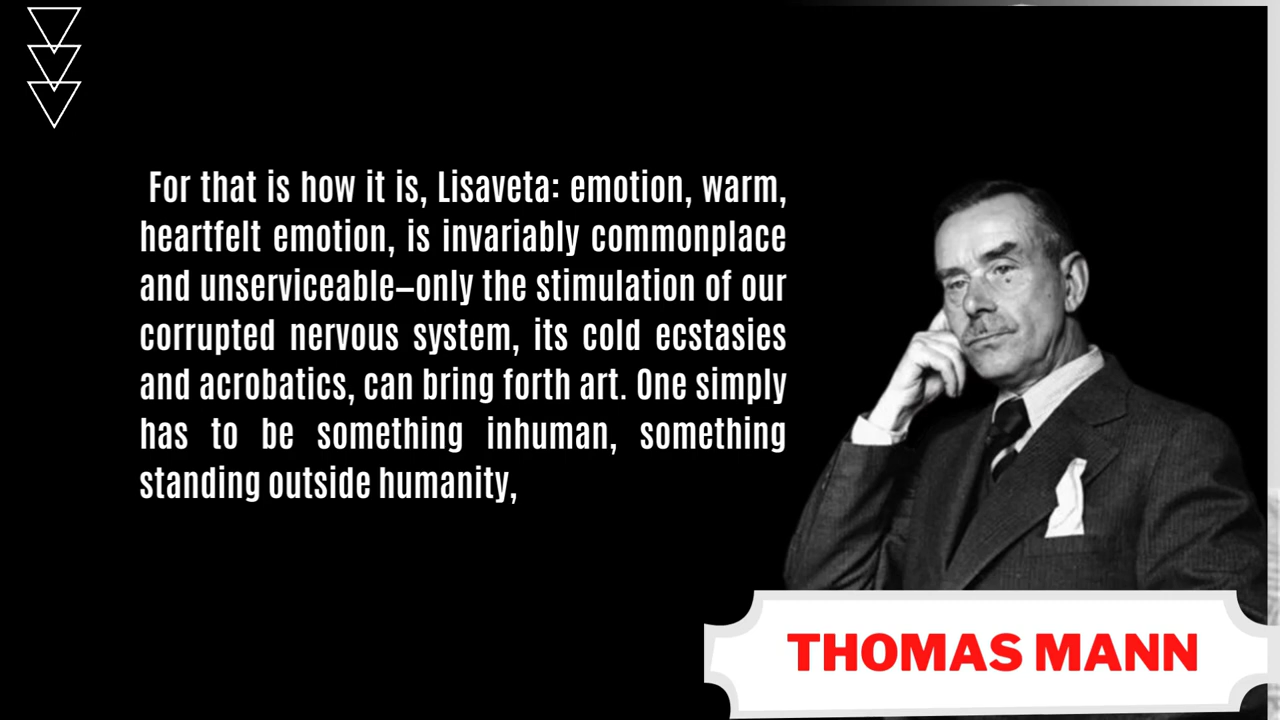 For that is how it is, Lisaveta: emotion, warm,
heartfelt emotion, is invariably commonplace
and unserviceable–only the stimulation of our
corrupted nervous system, its cold ecstasies
and acrobatics, can bring forth art. One simply
has to be something inhuman, something
standing outside humanity,
THOMAS MANN